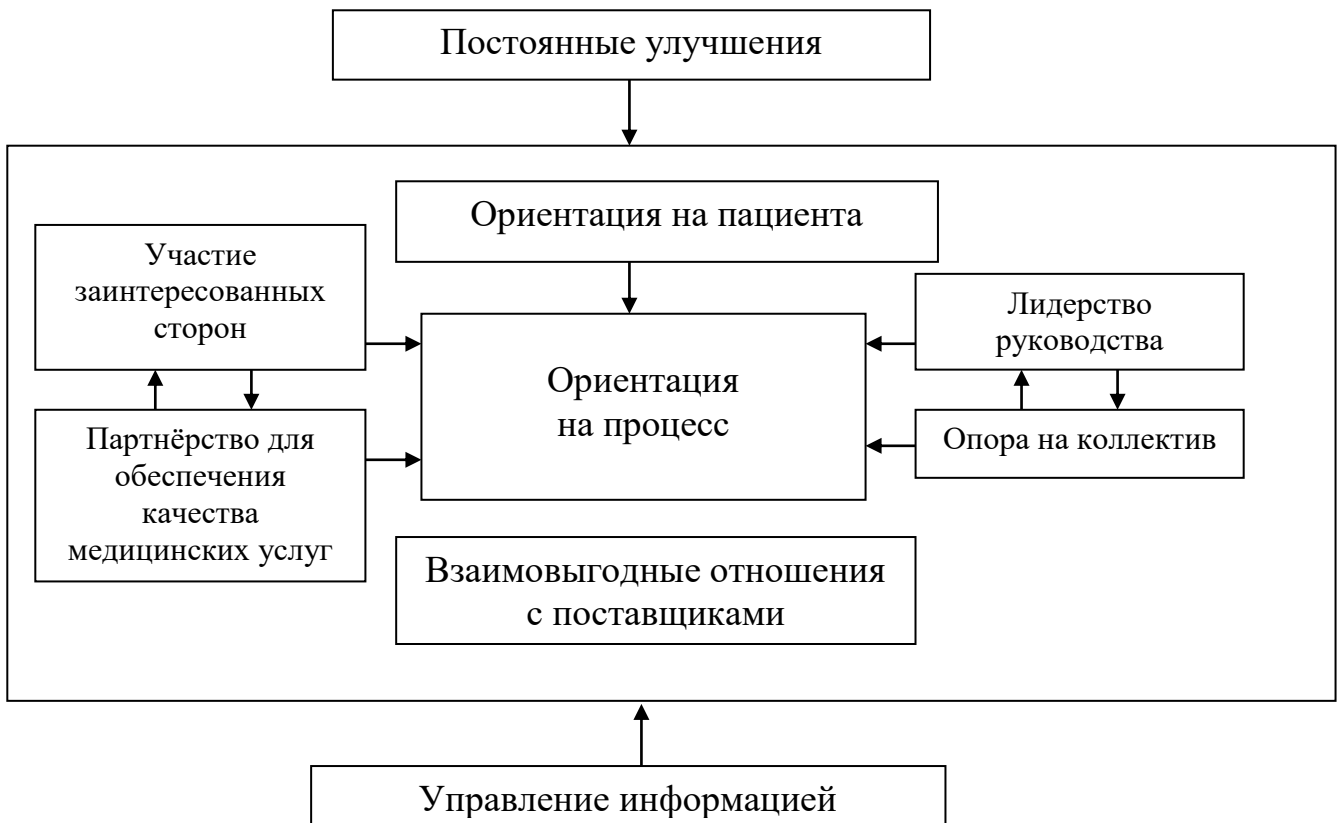 Постоянные улучшения
Ориентация на пациента
Участие
заинтересованных
сторон
Лидерство
руководства
Ориентация
на процесс
Партнёрство для
обеспечения
качества
медицинских услуг
Опора на коллектив
Взаимовыгодные отношения
с поставщиками
Управление информацией